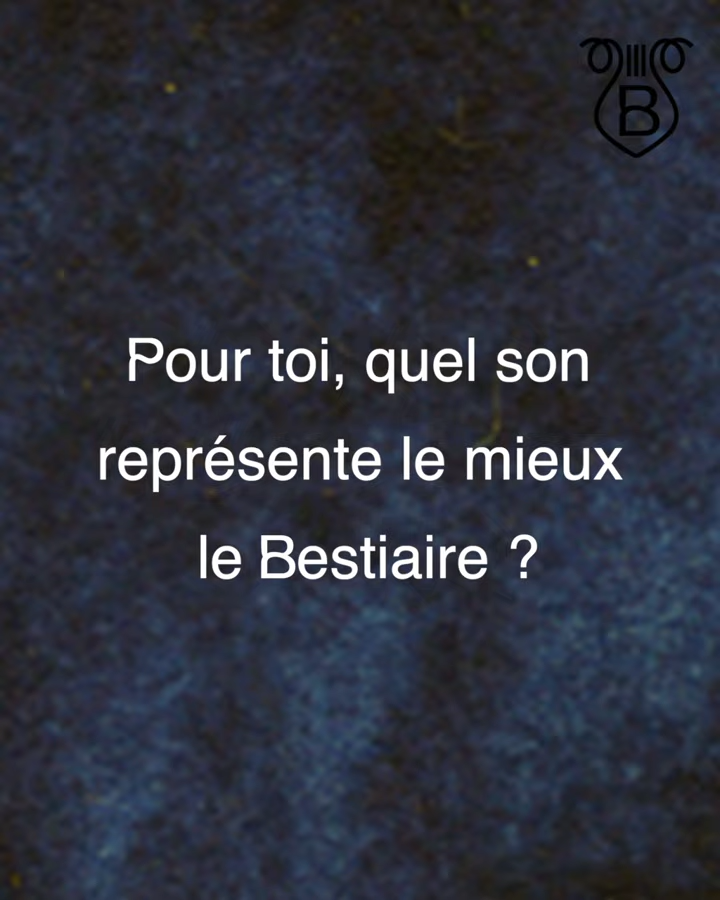 B
Pour toi, quel son
représente le mieux
le Bestiaire ?